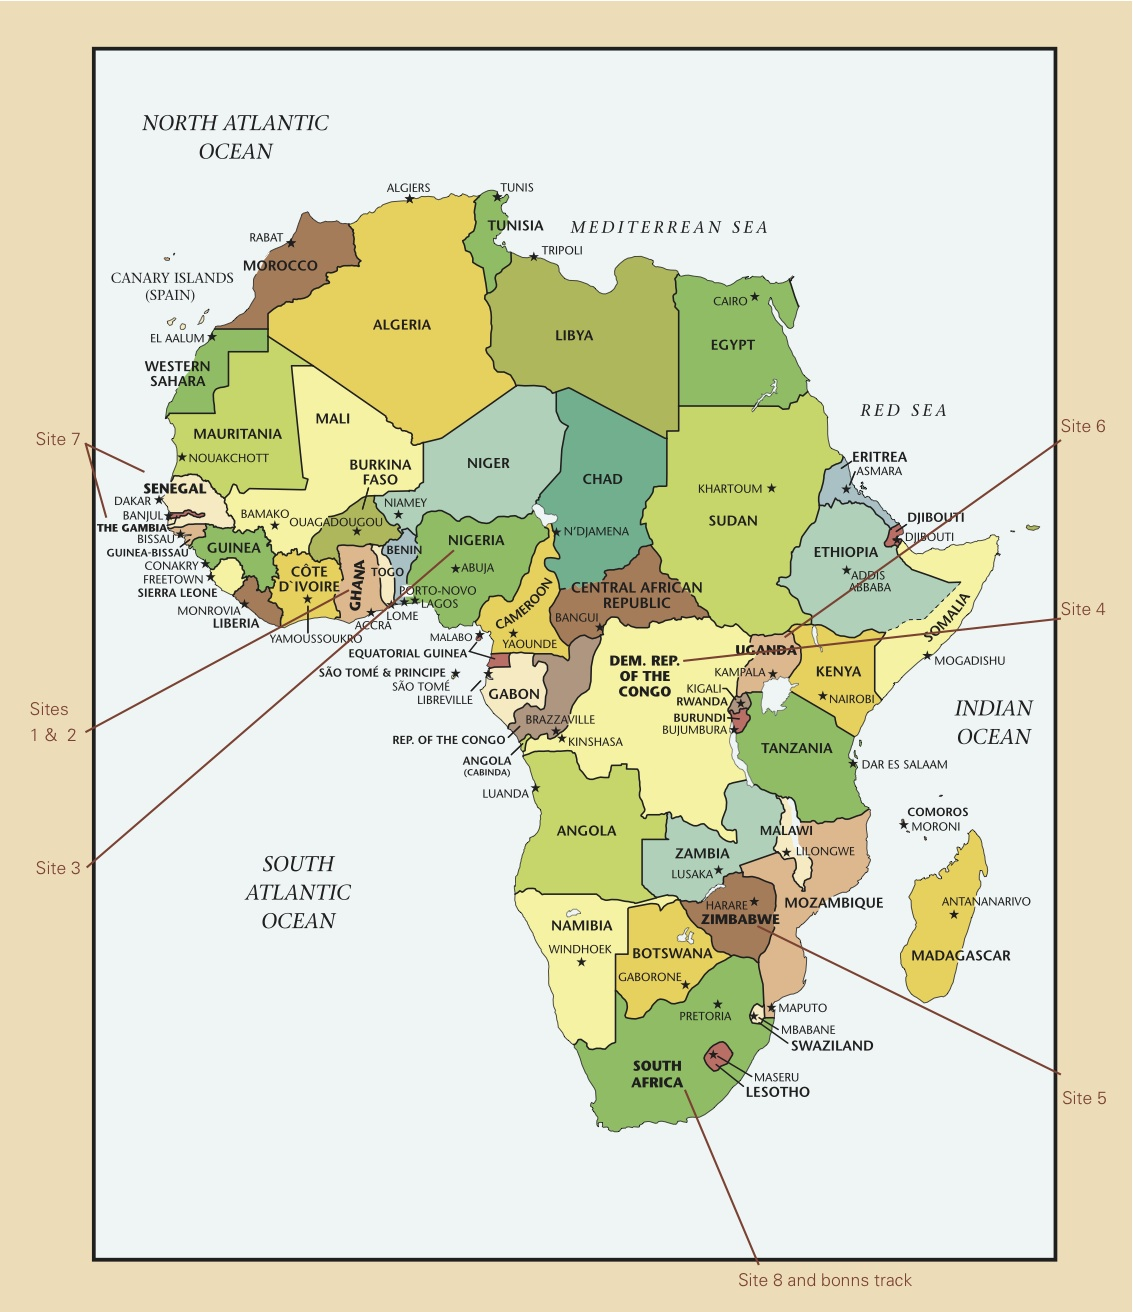 NORTH ATLANTIC
OCEAN
ALGIERS
TUNIS
TUNISIA
MEDITERREAN SEA
RABAT
TRIPOLI
MOROCCO
CANARY ISLANDS
(SPAIN)
CAIRO
ALGERIA
EL AALUM
LIBYA
EGYPT
WESTERN
SAHARA
RED SEA
MALI
Site 6
MAURITANIA
Site 7
NOUAKCHOTT
NIGER
BURKINA
FASO
CHAD
ERITREA
ASMARA
SENEGAL
KHARTOUM
DAKAR
NIAMEY
BANJUL
BAMAKO
OUAGADOUGOU
SUDAN
DJIBOUTI
THE GAMBIA
N'DJAMENA
DJIBOUTI
BISSAU
NIGERIA
GUINEA-BISSAU
GUINEA
BENIN
ETHIOPIA
CONAKRY
CÔTE
D`IVOIRE
GHANA
TOGO
ABUJA
ADDIS
ABBABA
FREETOWN
SIERRA LEONE
PORTO-NOVO
LAGOS
CAMEROON
CENTRAL AFRICAN
REPUBLIC
SOMALIA
MONROVIA
LIBERIA
LOME
ACCRA
BANGUI
Site 4
YAMOUSSOUKRO
MALABO
YAOUNDE
EQUATORIAL GUINEA
UGANDA
DEM. REP.
OF THE
CONGO
MOGADISHU
SÃO TOMÉ & PRINCIPE
SÃO TOMÉ
LIBREVILLE
GABON
KAMPALA
KENYA
KIGALI
RWANDA
NAIROBI
Sites
1 & 2
BRAZZAVILLE
BURUNDI
BUJUMBURA
INDIAN
OCEAN
REP. OF THE CONGO
KINSHASA
TANZANIA
ANGOLA
(CABINDA)
DAR ES SALAAM
LUANDA
COMOROS
MORONI
ANGOLA
MALAWI
Site 3
SOUTH
ATLANTIC
OCEAN
ZAMBIA
LILONGWE
LUSAKA
HARARE
MOZAMBIQUE
ANTANANARIVO
ZIMBABWE
NAMIBIA
WINDHOEK
BOTSWANA
MADAGASCAR
GABORONE
PRETORIA
MAPUTO
MBABANE
SWAZILAND
SOUTH
AFRICA
MASERU
LESOTHO
Site 5
Site 8 and bonns track